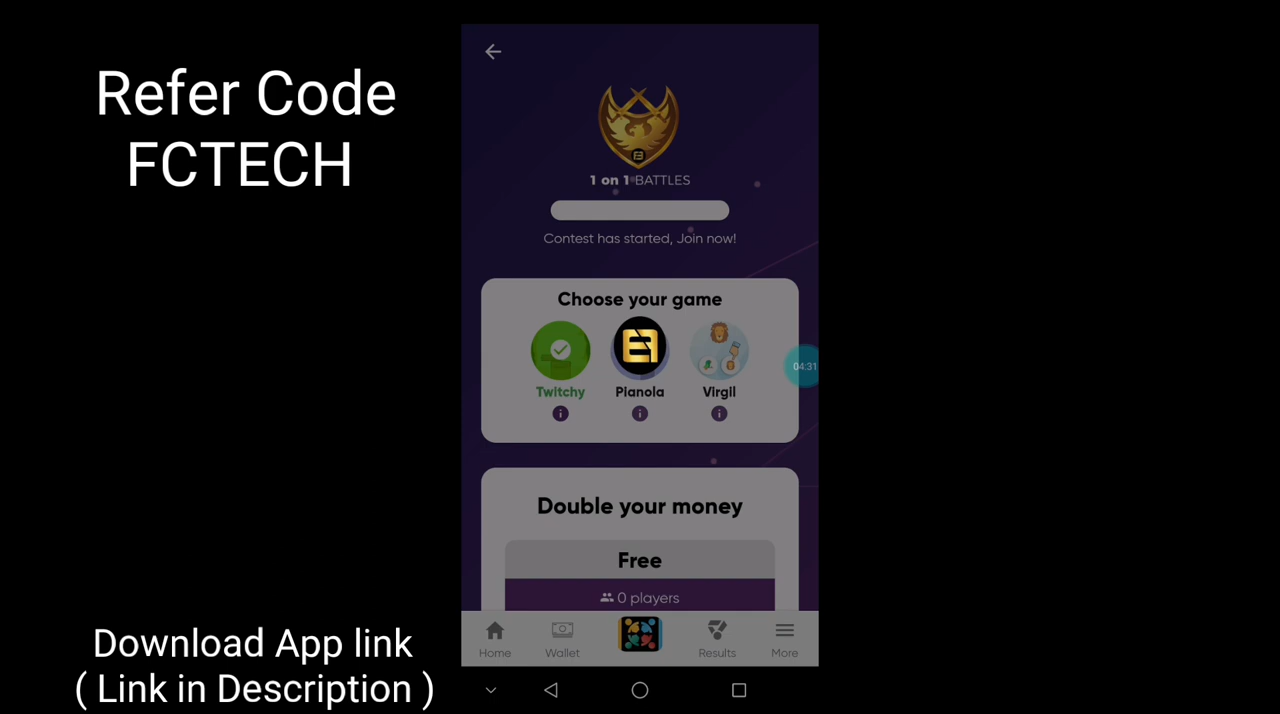 Refer Code
FCTECH
1 on 1 BATTLES
Contest has started, Join now!
Choose your game
Twitchy
Pianola
Virgil
04:31
Double your money
Free
0 players
Home
Wallet
Results
More
Download App link
( Link in Description )